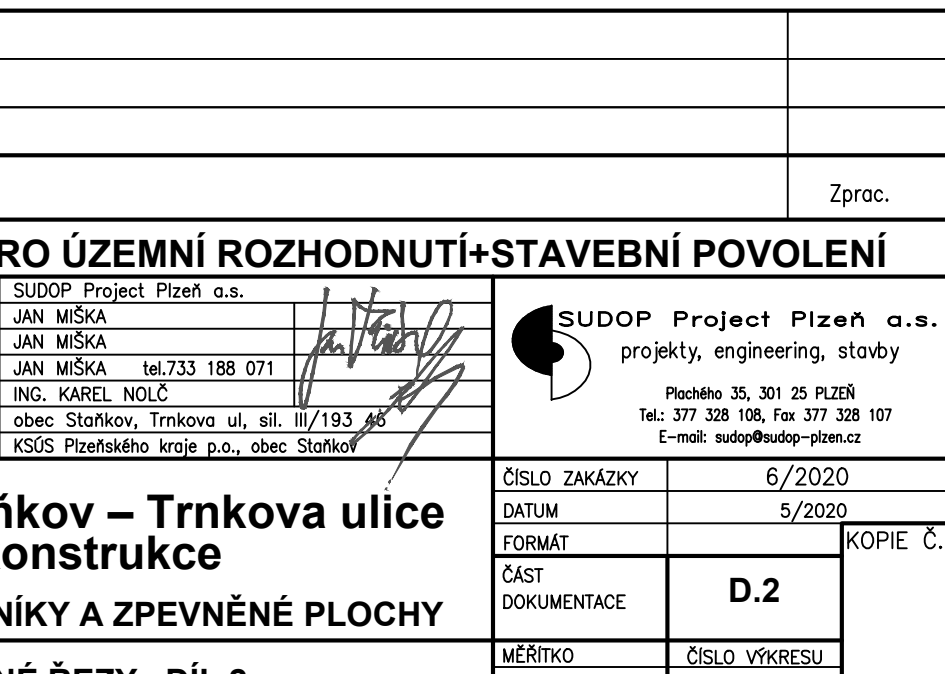 Zprac.
RO ÚZEMNÍ ROZHODNUTÍ+STAVEBNÍ POVOLENÍ
SUDOP Project Plzeň a.s.
JAN MIŠKA
JAN MIŠKA
JAN MIŠKA tel.733 188 071
ING. KAREL NOLČ
obec Staňkov, Trnkova ul, sil. III/193 46
KSÚS Plzeňského kraje p.o., obec Staňkov
SUDOP Project Plzeň a.s.
projekty, engineering, stavby
Plachého 35, 301 25 PLZEŇ
Tel.: 377 328 108, Fax 377 328 107
E-mail: sudop@sudop-plzen.cz
ňkov – Trnkova ulice
onstrukce
NÍKY A ZPEVNĚNÉ PLOCHY
ČÍSLO ZAKÁZKY 6/2020
DATUM 5/2020
FORMÁT
KOPIE Č.
ČÁST
DOKUMENTACE
D.2
MĚŘÍTKO
ČÍSLO VÝKRESU